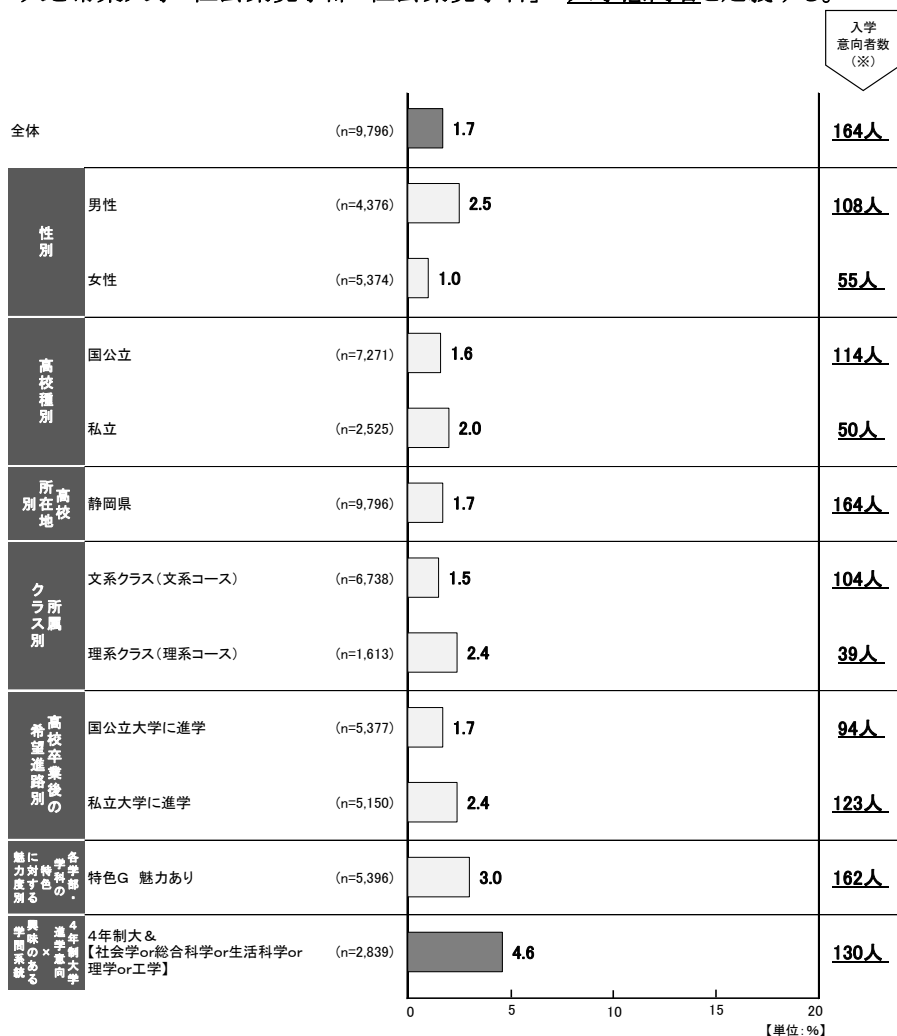 入学
意向者数
（※）
全体 (n=9,796) 1.7 164人
性別
男性 (n=4,376) 2.5 108人
女性 (n=5,374) 1.0 55人
高校種別
国公立 (n=7,271) 1.6 114人
私立 (n=2,525) 2.0 50人
高校所在地別
静岡県 (n=9,796) 1.7 164人
所属クラス別
文系クラス（文系コース） (n=6,738) 1.5 104人
理系クラス（理系コース） (n=1,613) 2.4 39人
高校卒業後の希望進路別
国公立大学に進学 (n=5,377) 1.7 94人
私立大学に進学 (n=5,150) 2.4 123人
各学部・学科の特色に対する魅力度別
特色G 魅力あり (n=5,396) 3.0 162人
4年制大学進学意向×興味のある学問系統
4年制大＆
【社会学or総合科学or生活科学or
理学or工学】 (n=2,839) 4.6 130人
0 5 10 15 20
【単位：%】